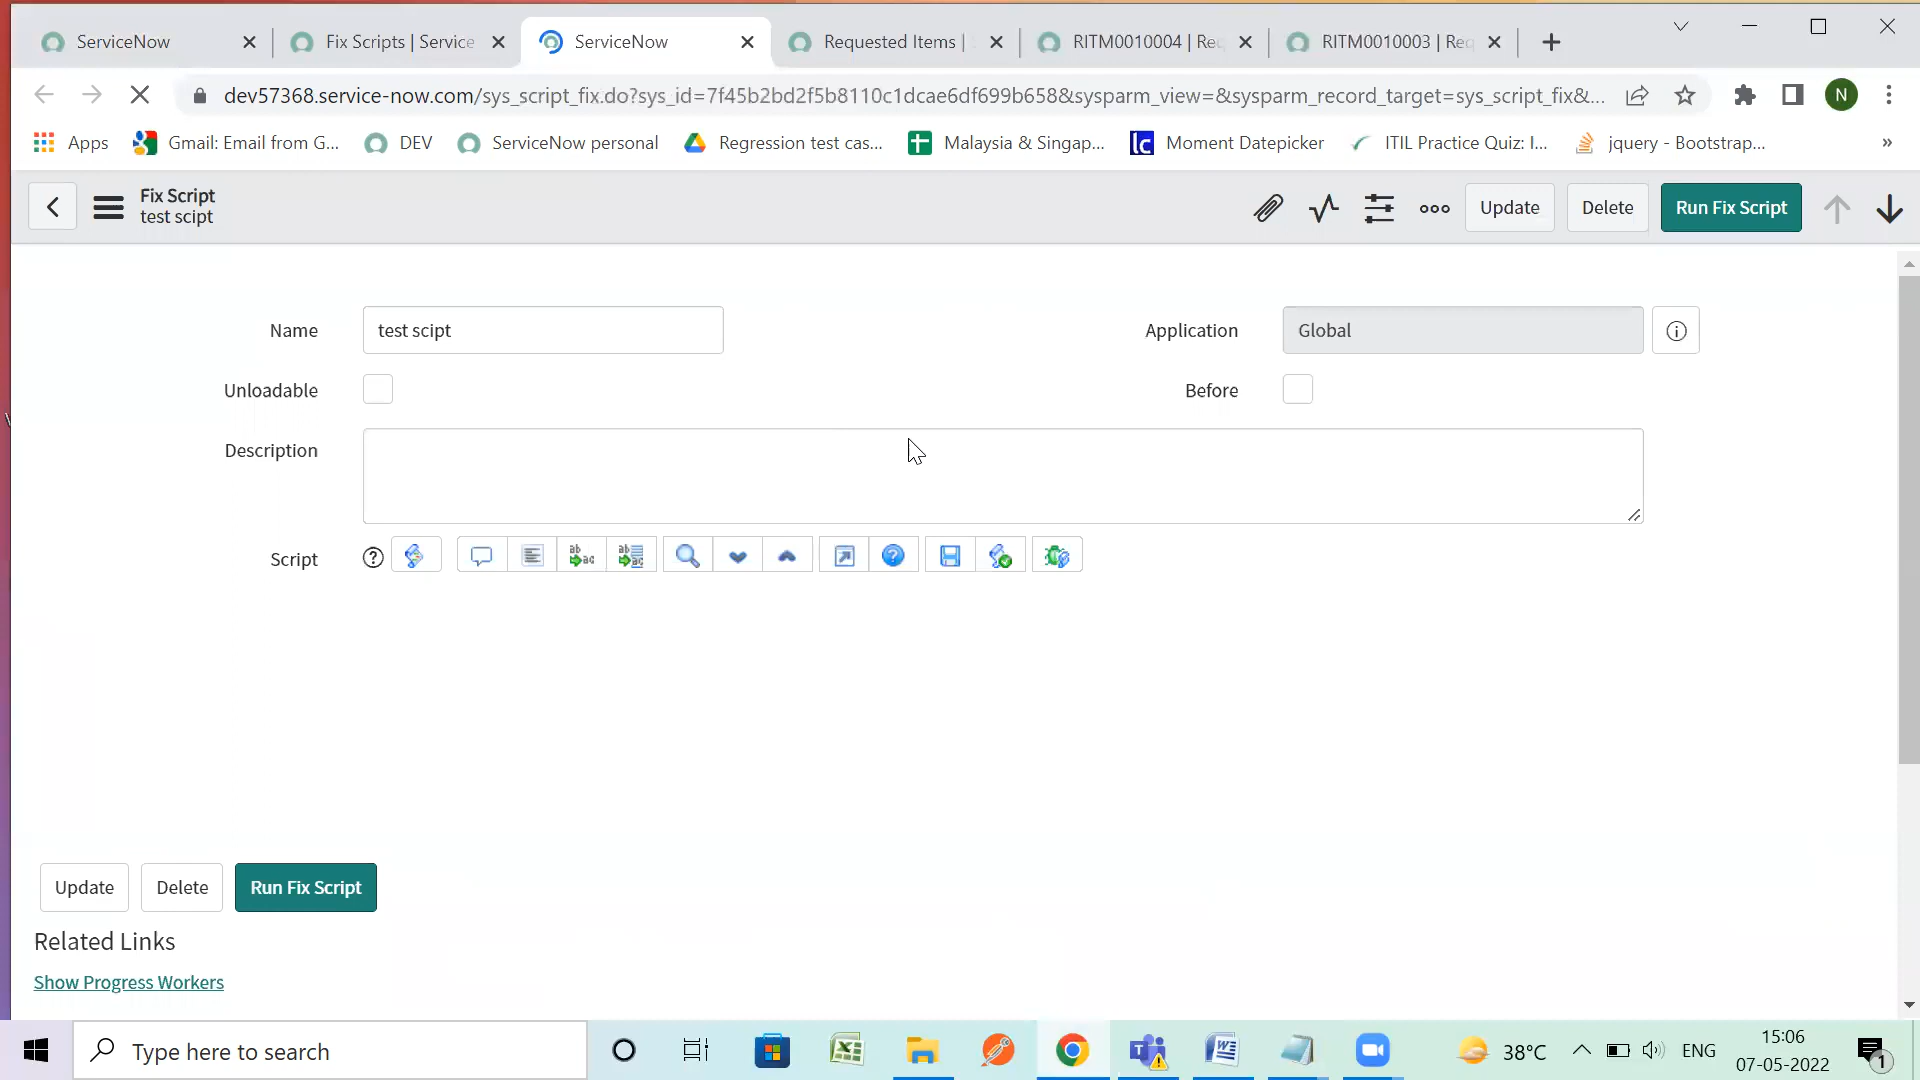 ServiceNow
Fix Scripts | Service
ServiceNow
Requested Items |
RITM0010004 | Re
RITM0010003 | Req
dev57368.service-now.com/sys_script_fix.do?sys_id=7f45b2bd2f5b8110c1dcae6df699b658&sysparm_view=&sysparm_record_target=sys_script_fix&...
N
Apps
Gmail: Email from G...
DEV
ServiceNow personal
Regression test cas...
Malaysia & Singap...
lc
Moment Datepicker
ITIL Practice Quiz: I...
jquery - Bootstrap...
»
Fix Script
test scipt
Update
Delete
Run Fix Script
Name
test scipt
Application
Global
Unloadable
Before
Description
Script
Update
Delete
Run Fix Script
Related Links
Show Progress Workers
Type here to search
38°C
ENG
15:06
07-05-2022
1